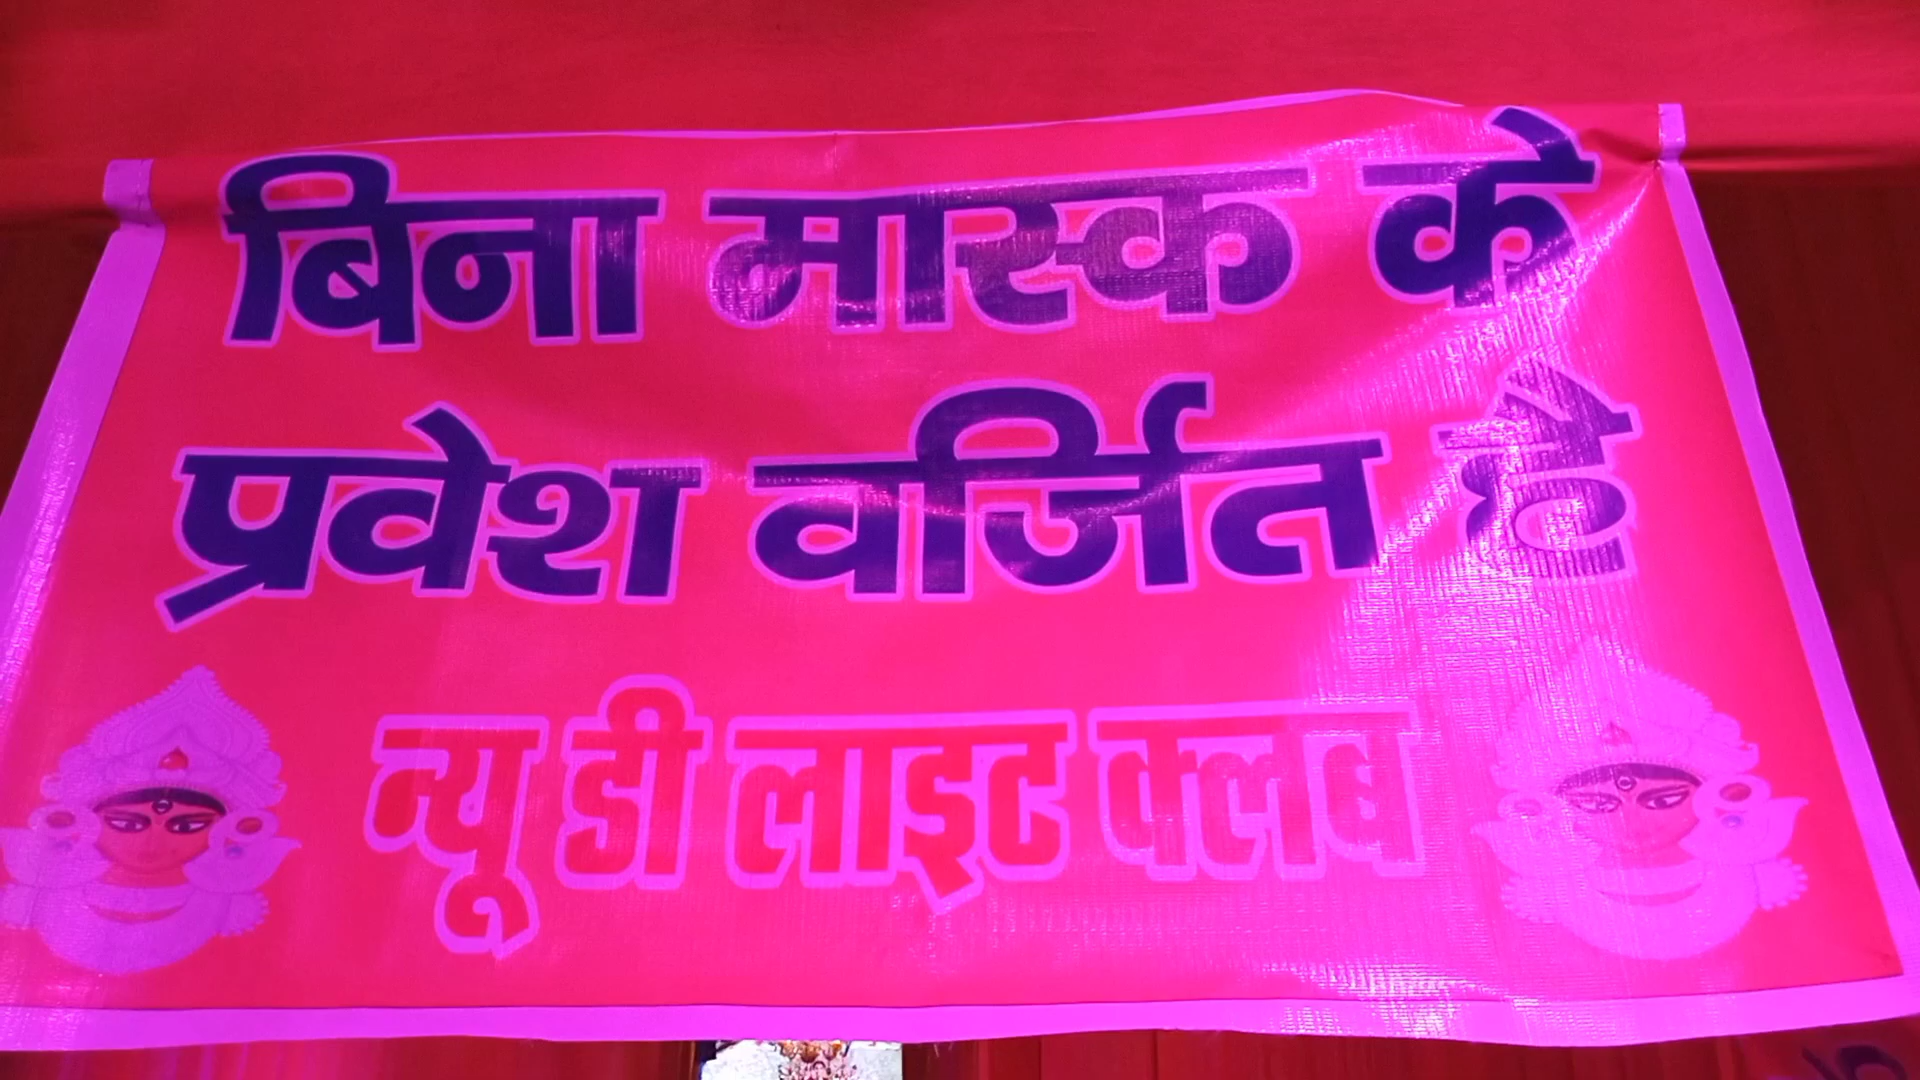 बिना मास्क के
प्रवेश वर्जित है
न्यू डी लाइट क्लब